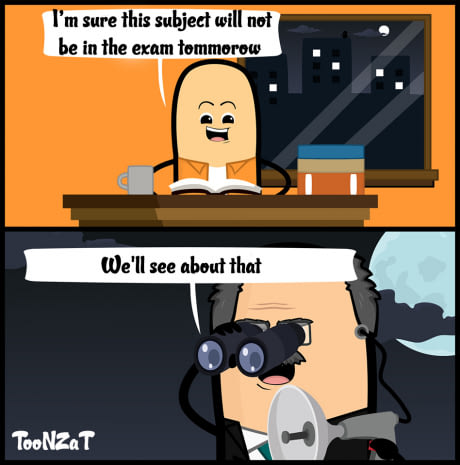 I'm sure this subject will not
be in the exam tommorow
We'll see about that
TooNZaT